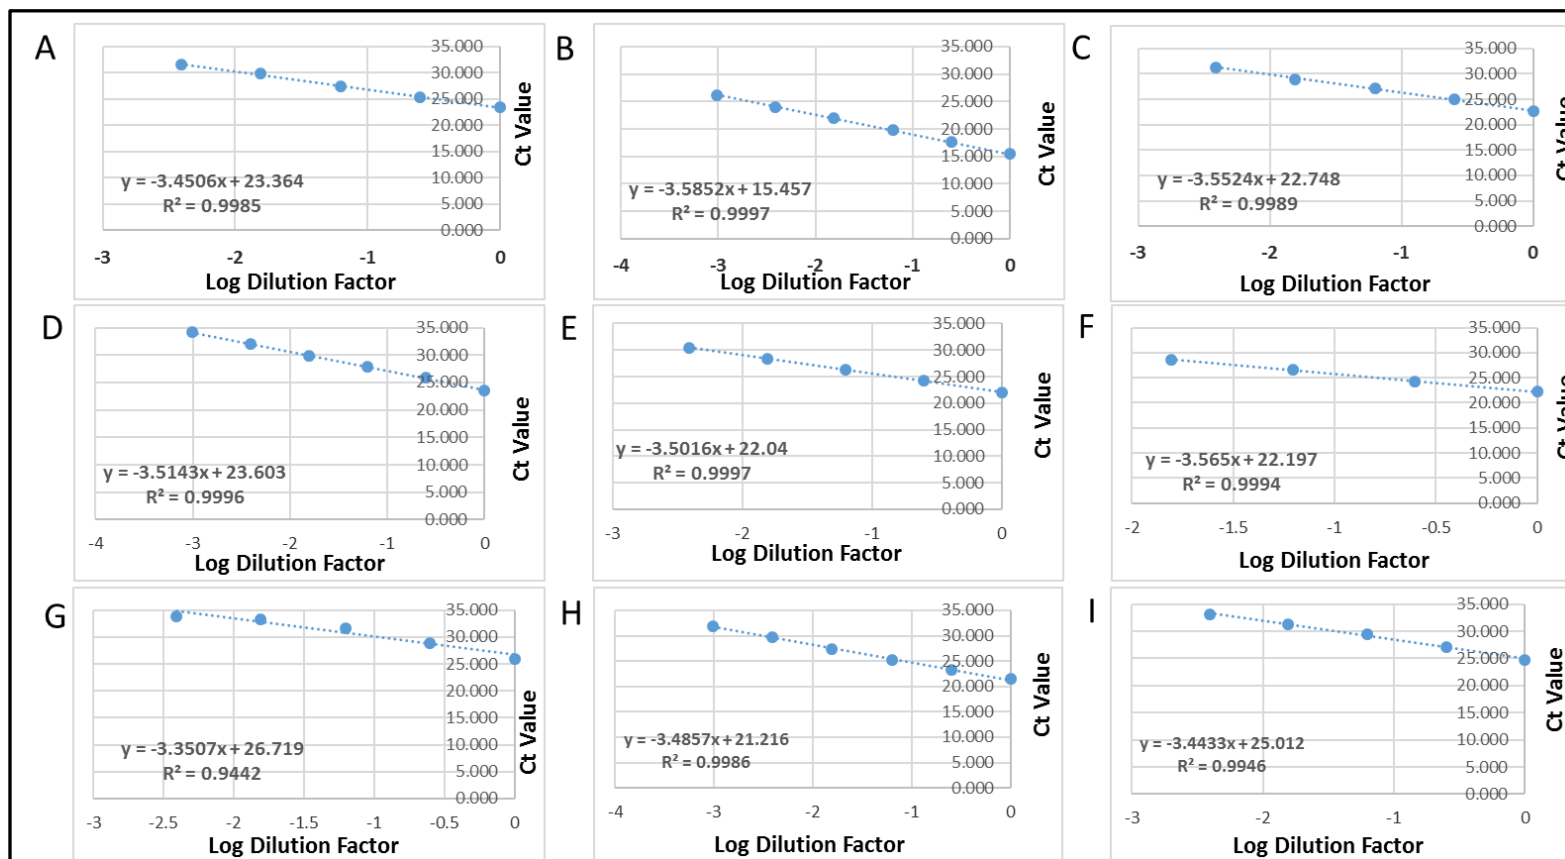 A
35.000
30.000
25.000
20.000
15.000
10.000
5.000
0.000
Ct Value
y = -3.4506x + 23.364
R² = 0.9985
-3 -2 -1 0
Log Dilution Factor
B
35.000
30.000
25.000
20.000
15.000
10.000
5.000
0.000
Ct Value
y = -3.5852x + 15.457
R² = 0.9997
-4 -3 -2 -1 0
Log Dilution Factor
C
35.000
30.000
25.000
20.000
15.000
10.000
5.000
0.000
Ct Value
y = -3.5524x + 22.748
R² = 0.9989
-3 -2 -1 0
Log Dilution Factor
D
35.000
30.000
25.000
20.000
15.000
10.000
5.000
0.000
Ct Value
y = -3.5143x + 23.603
R² = 0.9996
-4 -3 -2 -1 0
Log Dilution Factor
E
35.000
30.000
25.000
20.000
15.000
10.000
5.000
0.000
Ct Value
y = -3.5016x + 22.04
R² = 0.9997
-3 -2 -1 0
Log Dilution Factor
F
35.000
30.000
25.000
20.000
15.000
10.000
5.000
0.000
Ct Value
y = -3.565x + 22.197
R² = 0.9994
-2 -1.5 -1 -0.5 0
Log Dilution Factor
G
35.000
30.000
25.000
20.000
15.000
10.000
5.000
0.000
Ct Value
y = -3.3507x + 26.719
R² = 0.9442
-3 -2.5 -2 -1.5 -1 -0.5 0
Log Dilution Factor
H
35.000
30.000
25.000
20.000
15.000
10.000
5.000
0.000
Ct Value
y = -3.4857x + 21.216
R² = 0.9986
-4 -3 -2 -1 0
Log Dilution Factor
I
35.000
30.000
25.000
20.000
15.000
10.000
5.000
0.000
Ct Value
y = -3.4433x + 25.012
R² = 0.9946
-3 -2 -1 0
Log Dilution Factor